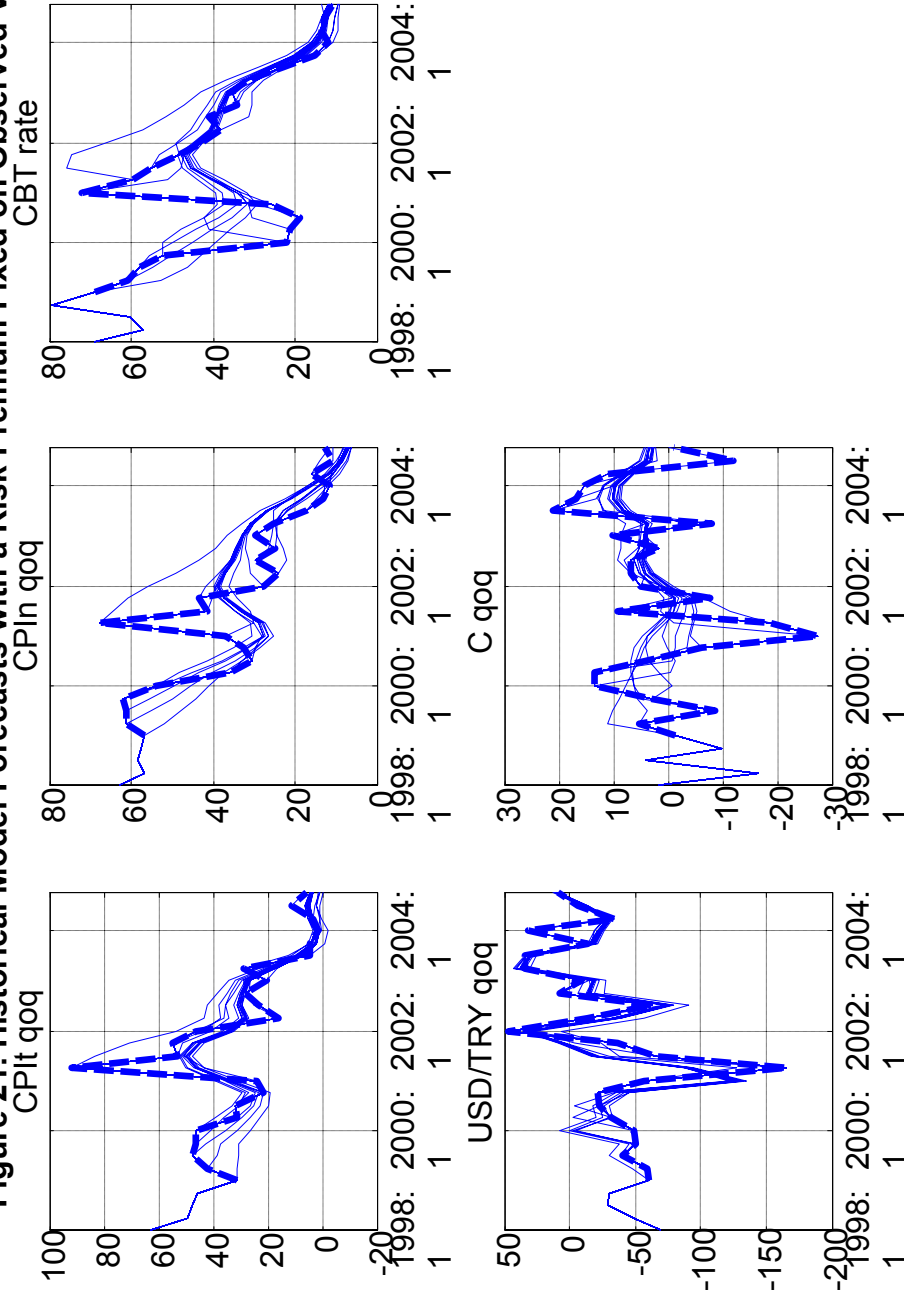 Figure 21: Historical Model Forecasts with a Risk Premium Fixed on Observed
CPIt qoq
100
80
60
40
20
0
-20
1998: 2000: 2002: 2004:
1 1 1 1
CPIn qoq
80
60
40
20
0
1998: 2000: 2002: 2004:
1 1 1 1
CBT rate
80
60
40
20
0
1998: 2000: 2002: 2004:
1 1 1 1
USD/TRY qoq
50
0
-50
-100
-150
-200
1998: 2000: 2002: 2004:
1 1 1 1
C qoq
30
20
10
0
-10
-20
-30
1998: 2000: 2002: 2004:
1 1 1 1